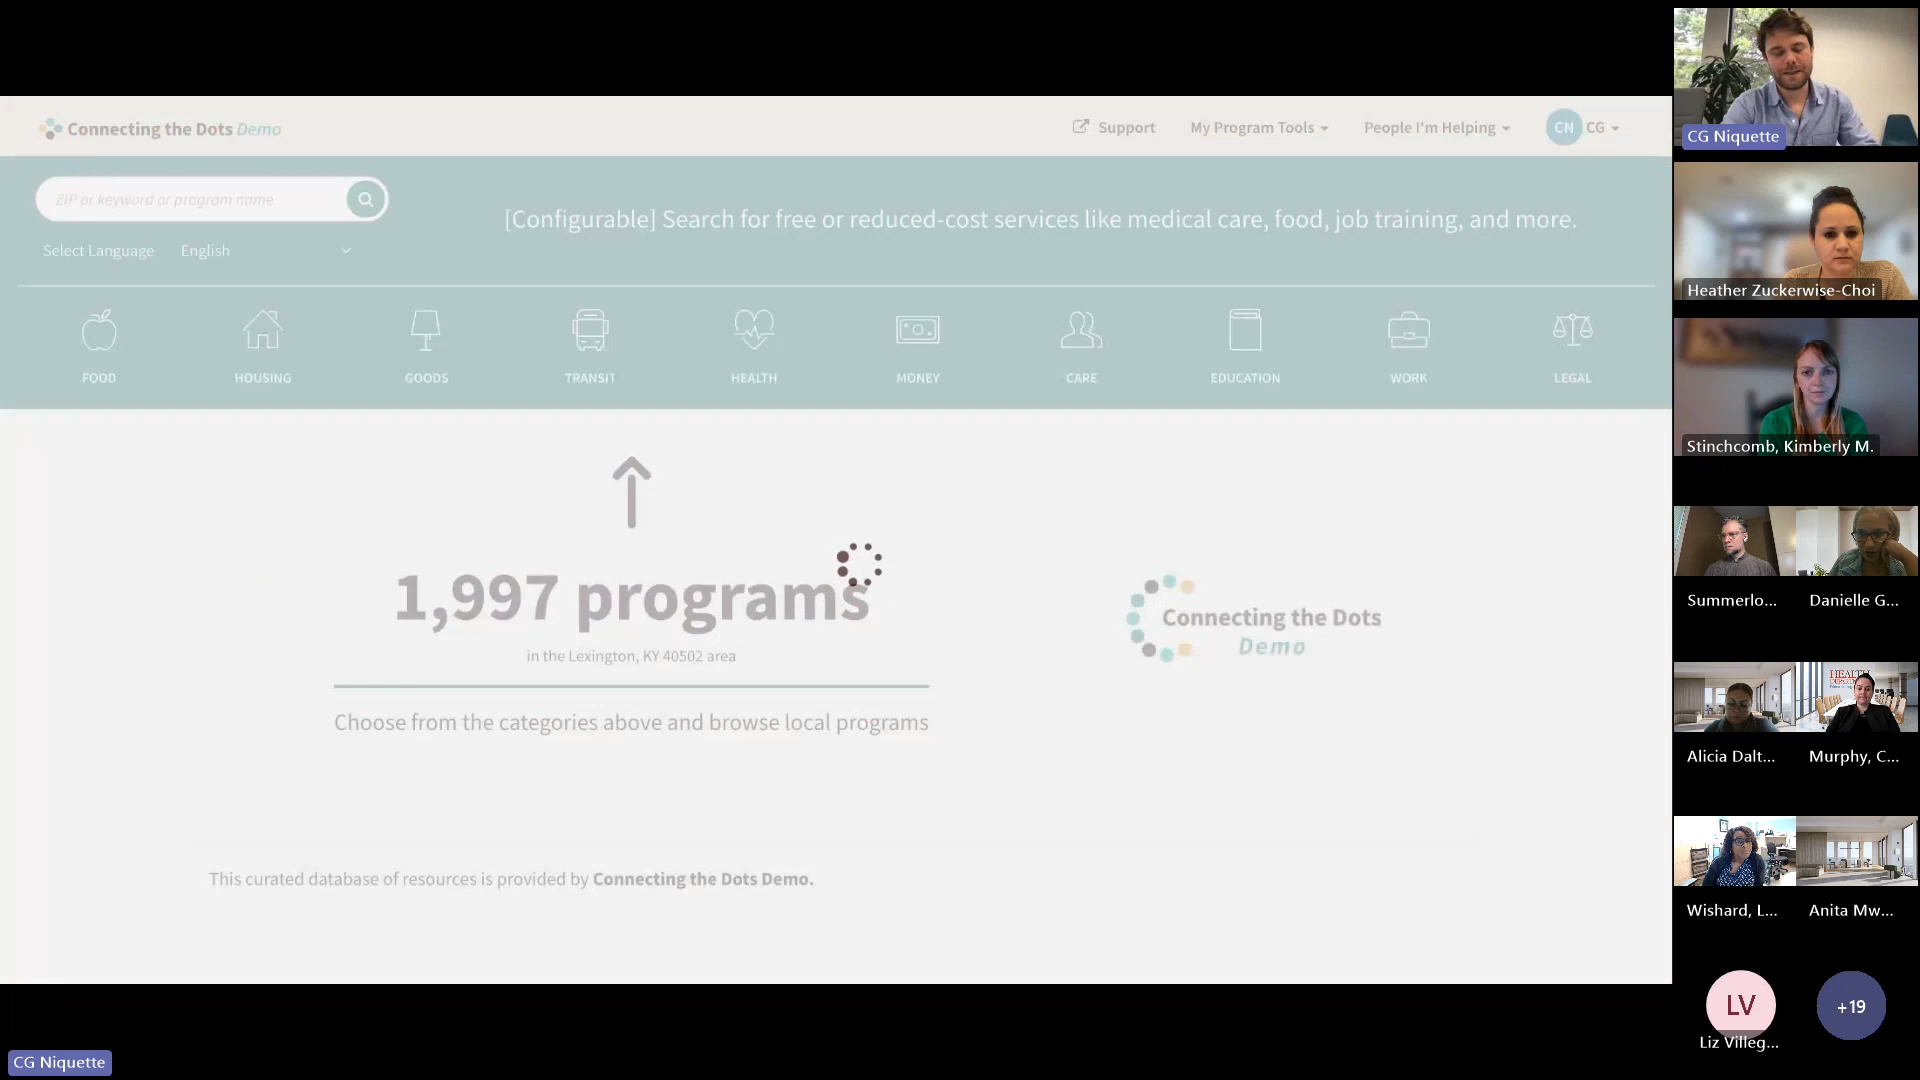 Connecting the Dots Demo
Support
My Program Tools
People I'm Helping
CN
CG
ZIP or keyword or program name
[Configurable] Search for free or reduced-cost services like medical care, food, job training, and more.
Select Language
English
FOOD
HOUSING
GOODS
TRANSIT
HEALTH
MONEY
CARE
EDUCATION
WORK
LEGAL
1,997 programs
in the Lexington, KY 40502 area
Choose from the categories above and browse local programs
Connecting the Dots
Demo
This curated database of resources is provided by Connecting the Dots Demo.
CG Niquette
CG Niquette
Heather Zuckerwise-Choi
Stinchcomb, Kimberly M.
Summerlo...
Danielle G...
HEALTH
Alicia Dalt...
Murphy, C...
Wishard, L...
Anita Mw...
LV
Liz Villeg...
+19